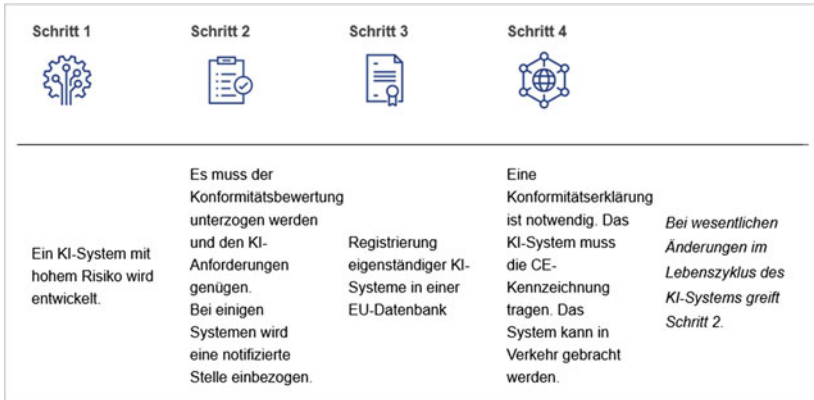 Schritt 1
Schritt 2
Schritt 3
Schritt 4
Ein KI-System mit
hohem Risiko wird
entwickelt.
Es muss der
Konformitätsbewertung
unterzogen werden
und den KI-
Anforderungen
genügen.
Bei einigen
Systemen wird
eine notifizierte
Stelle einbezogen.
Registrierung
eigenständiger KI-
Systeme in einer
EU-Datenbank
Eine
Konformitätserklärung
ist notwendig. Das
KI-System muss
die CE-
Kennzeichnung
tragen. Das
System kann in
Verkehr gebracht
werden.
Bei wesentlichen
Änderungen im
Lebenszyklus des
KI-Systems greift
Schritt 2.